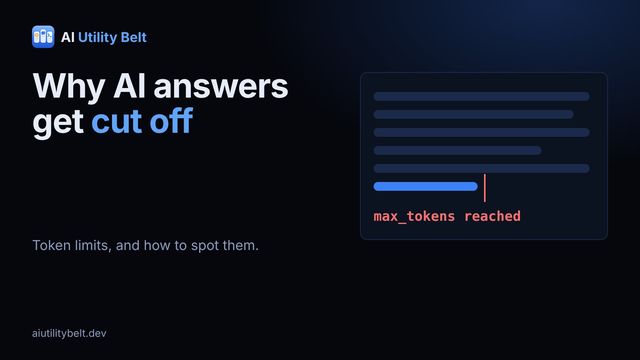 AI Utility Belt
Why AI answers
get cut off
max_tokens reached
Token limits, and how to spot them.
aiutilitybelt.dev